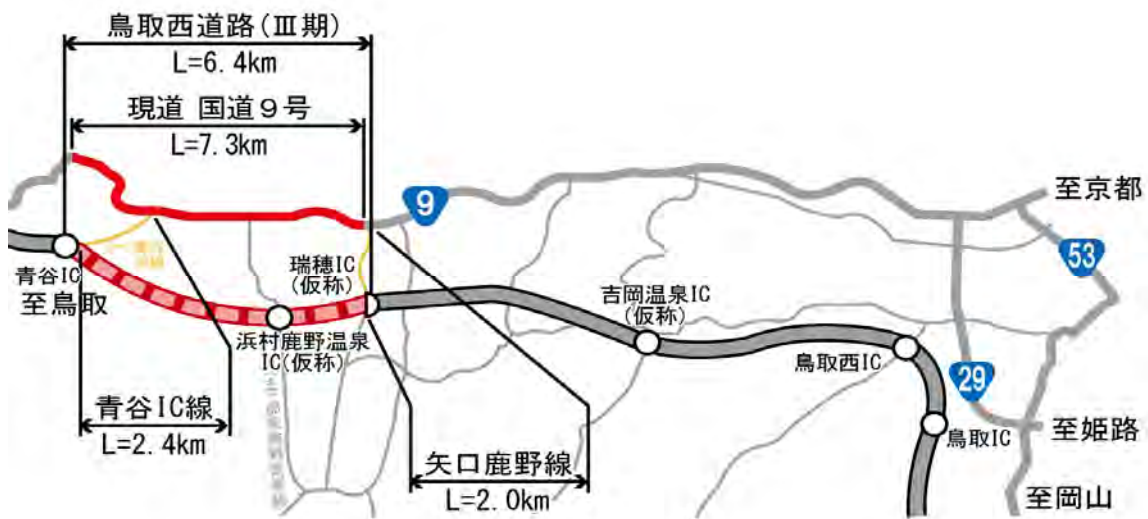 鳥取西道路(Ⅲ期)
L=6.4km
現道 国道９号
L=7.3km
9
至京都
53
瑞穂IC
(仮称)
青谷IC
至鳥取
吉岡温泉IC
(仮称)
浜村鹿野温泉
IC(仮称)
鳥取西IC
29
青谷IC線
L=2.4km
鳥取IC
至姫路
矢口鹿野線
L=2.0km
至岡山